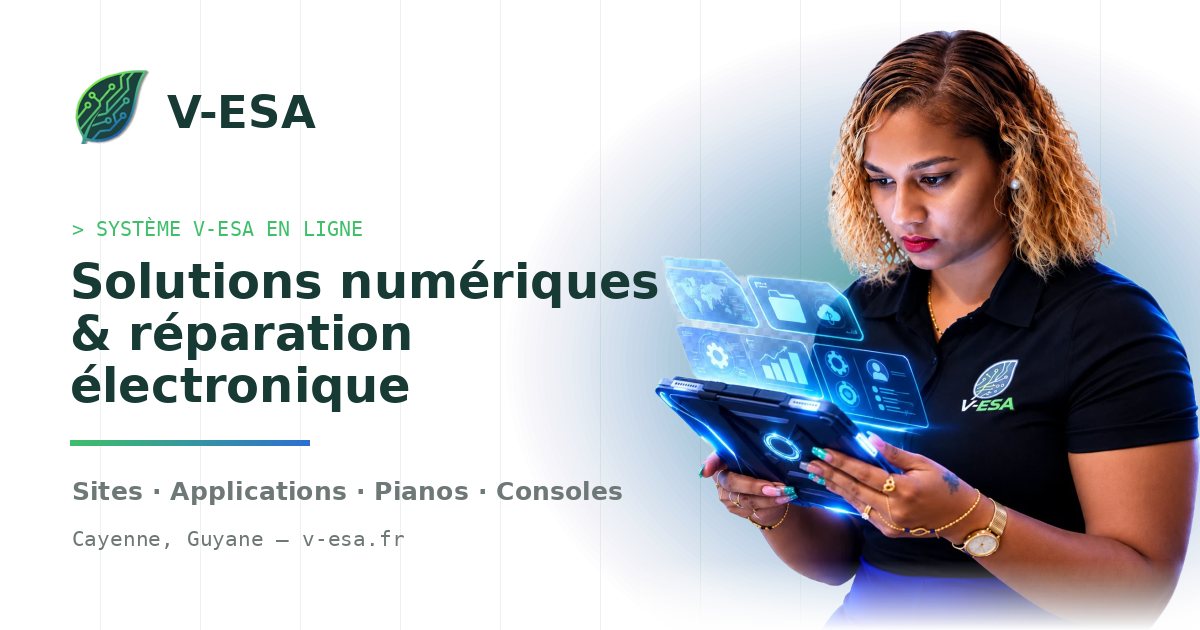 V-ESA
> SYSTÈME V-ESA EN LIGNE
Solutions numériques
& réparation
électronique
Sites · Applications · Pianos · Consoles
Cayenne, Guyane — v-esa.fr
V-ESA